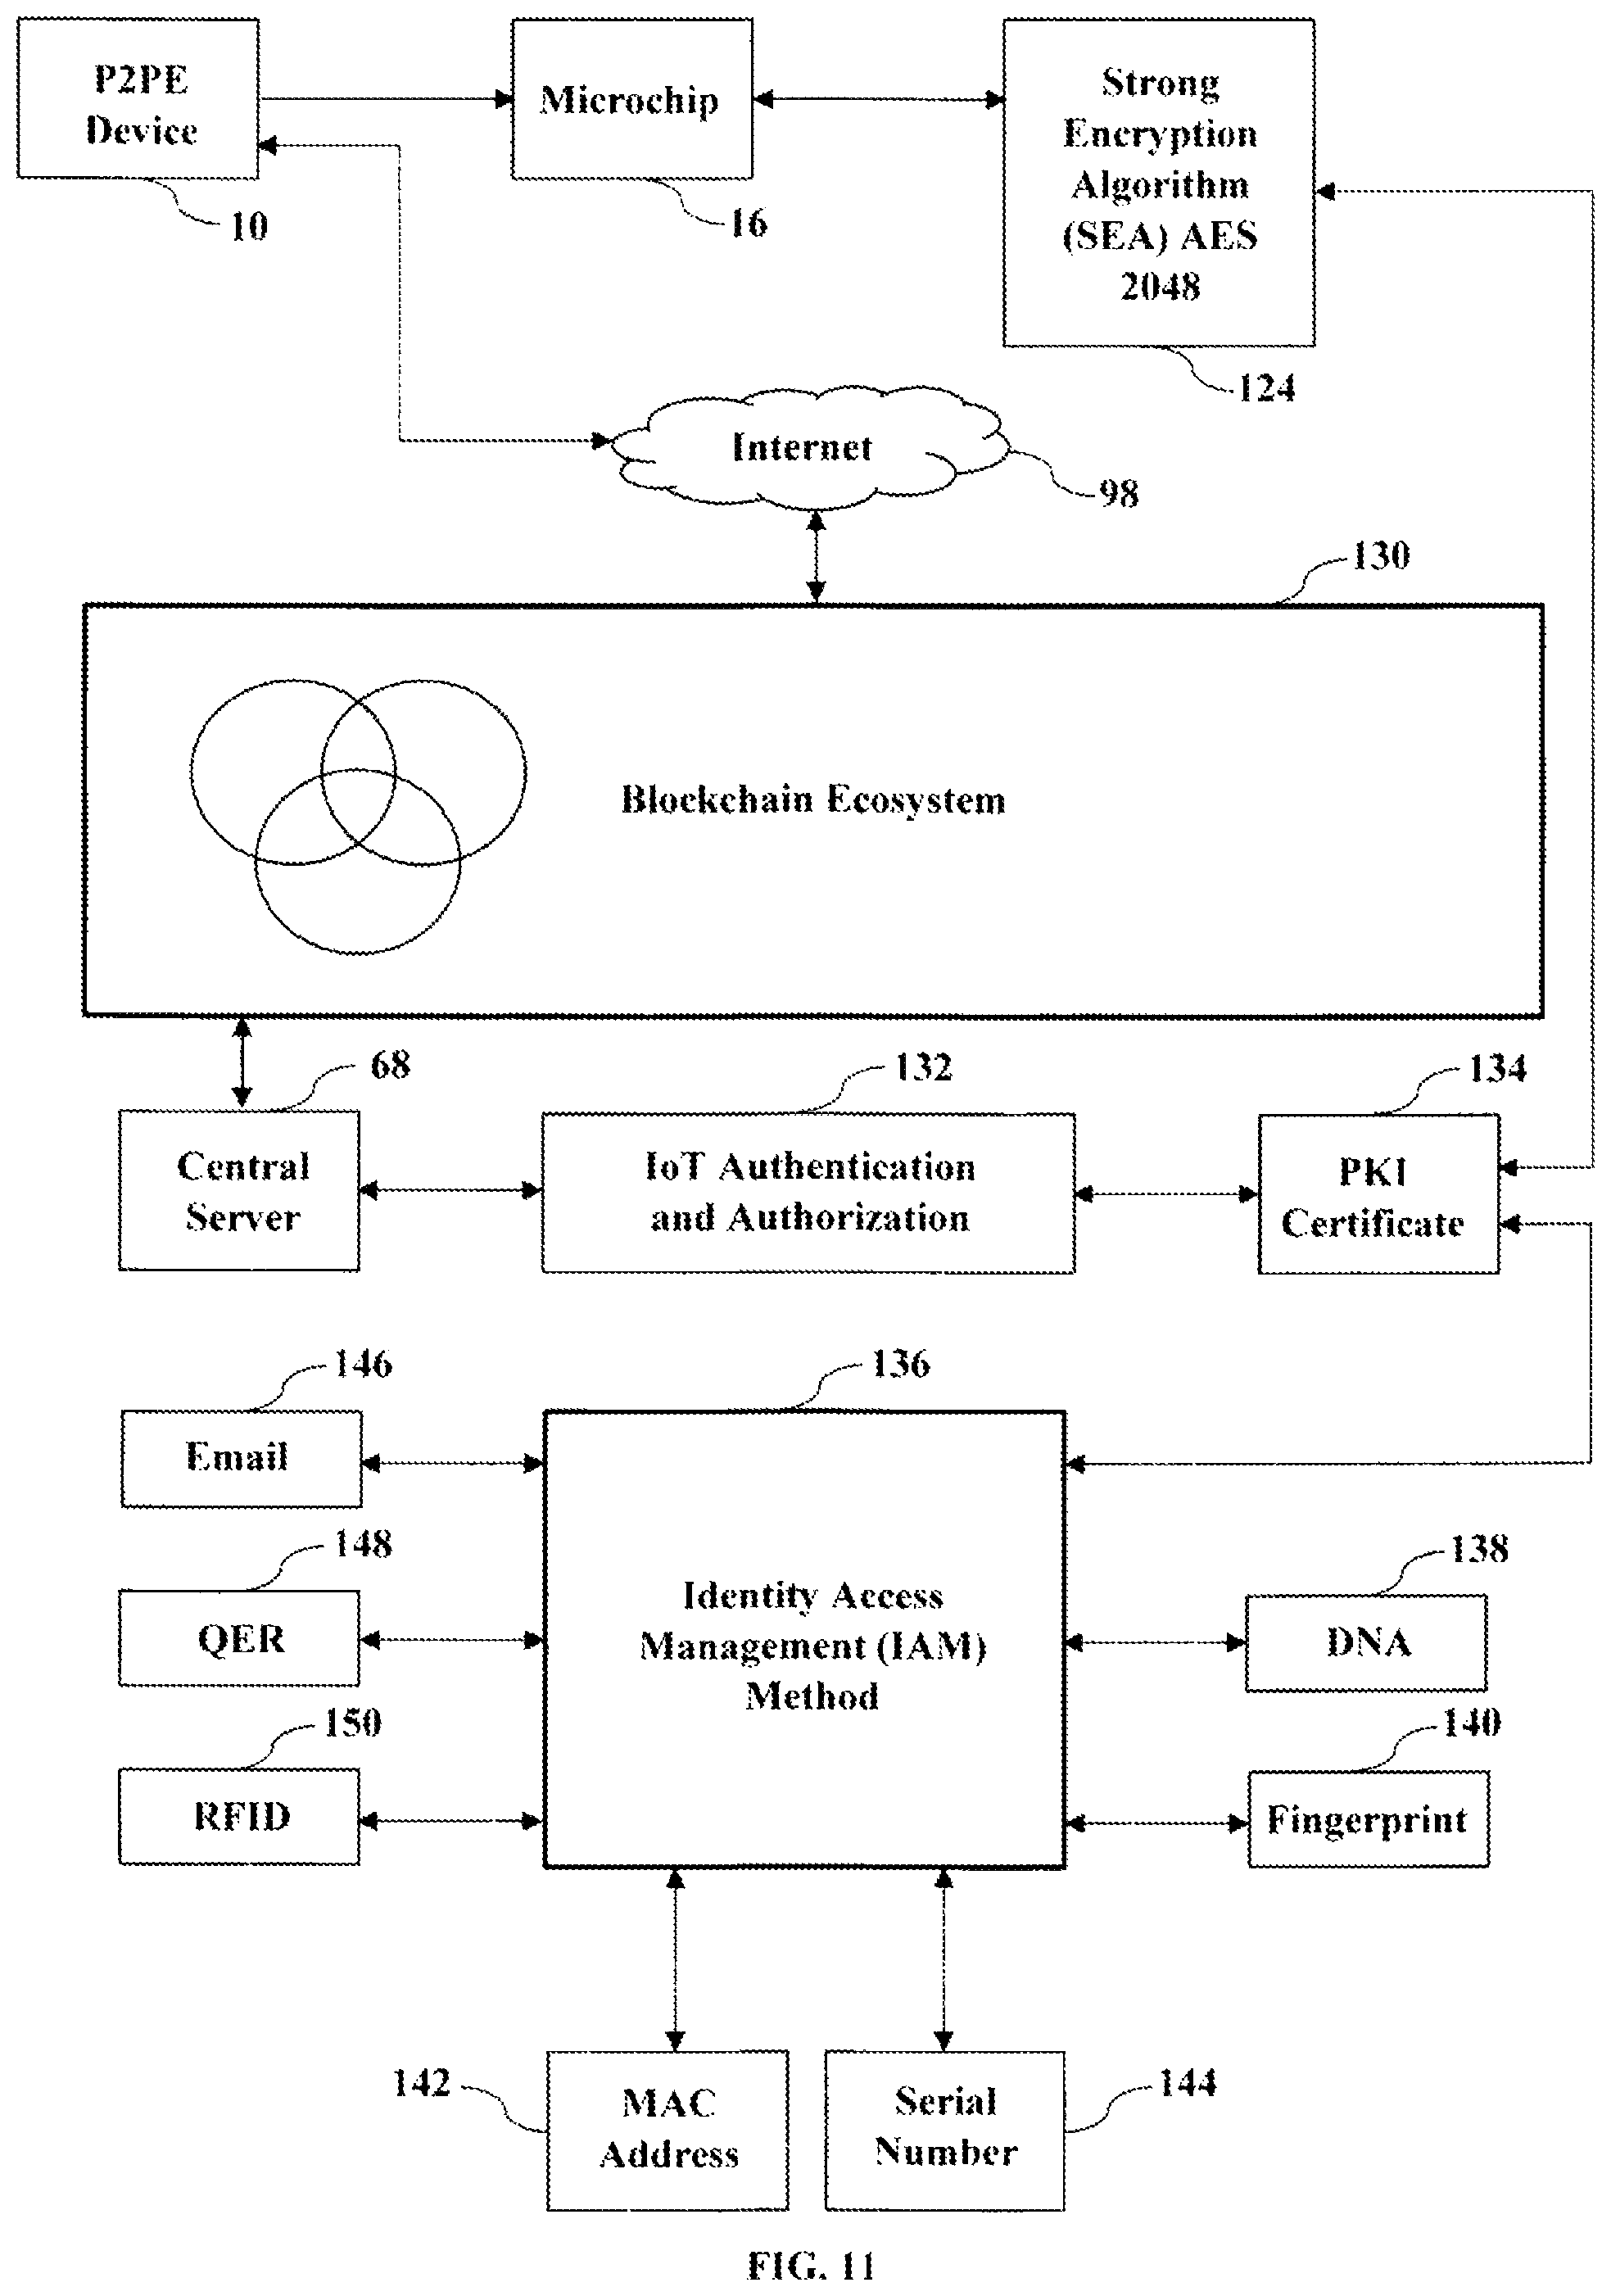 P2PE
Device
10
Microchip
16
Strong
Encryption
Algorithm
(SEA) AES
2048
124
Internet
98
130
Blockchain Ecosystem
68
Central
Server
132
IoT Authentication
and Authorization
134
PKI
Certificate
146
Email
136
Identity Access
Management (IAM)
Method
148
QER
138
DNA
150
RFID
140
Fingerprint
142
MAC
Address
Serial
Number
144
FIG. 11